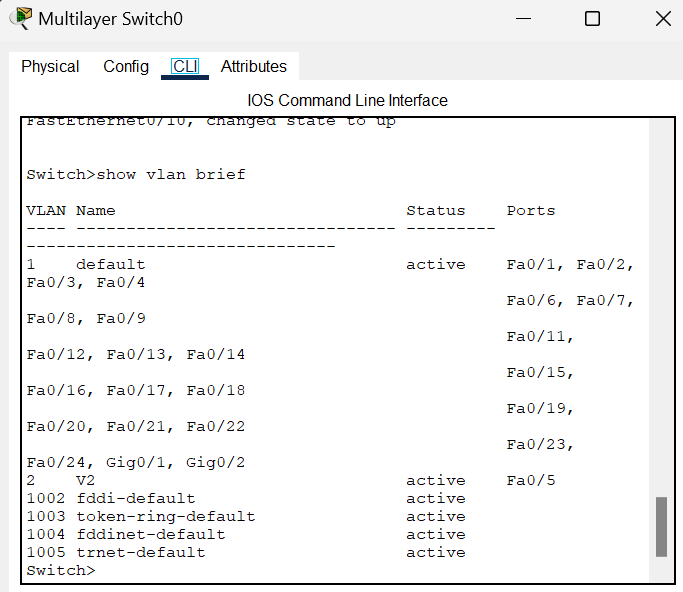 Multilayer Switch0
Physical Config CLI Attributes
IOS Command Line Interface
FastEthernet0/10, changed state to up
Switch>show vlan brief
VLAN Name                             Status    Ports
---- -------------------------------- ---------
-------------------------------
1    default                          active    Fa0/1, Fa0/2,
Fa0/3, Fa0/4
                                                Fa0/6, Fa0/7,
Fa0/8, Fa0/9
                                                Fa0/11,
Fa0/12, Fa0/13, Fa0/14
                                                Fa0/15,
Fa0/16, Fa0/17, Fa0/18
                                                Fa0/19,
Fa0/20, Fa0/21, Fa0/22
                                                Fa0/23,
Fa0/24, Gig0/1, Gig0/2
2    V2                               active    Fa0/5
1002 fddi-default                     active
1003 token-ring-default               active
1004 fddinet-default                  active
1005 trnet-default                    active
Switch>